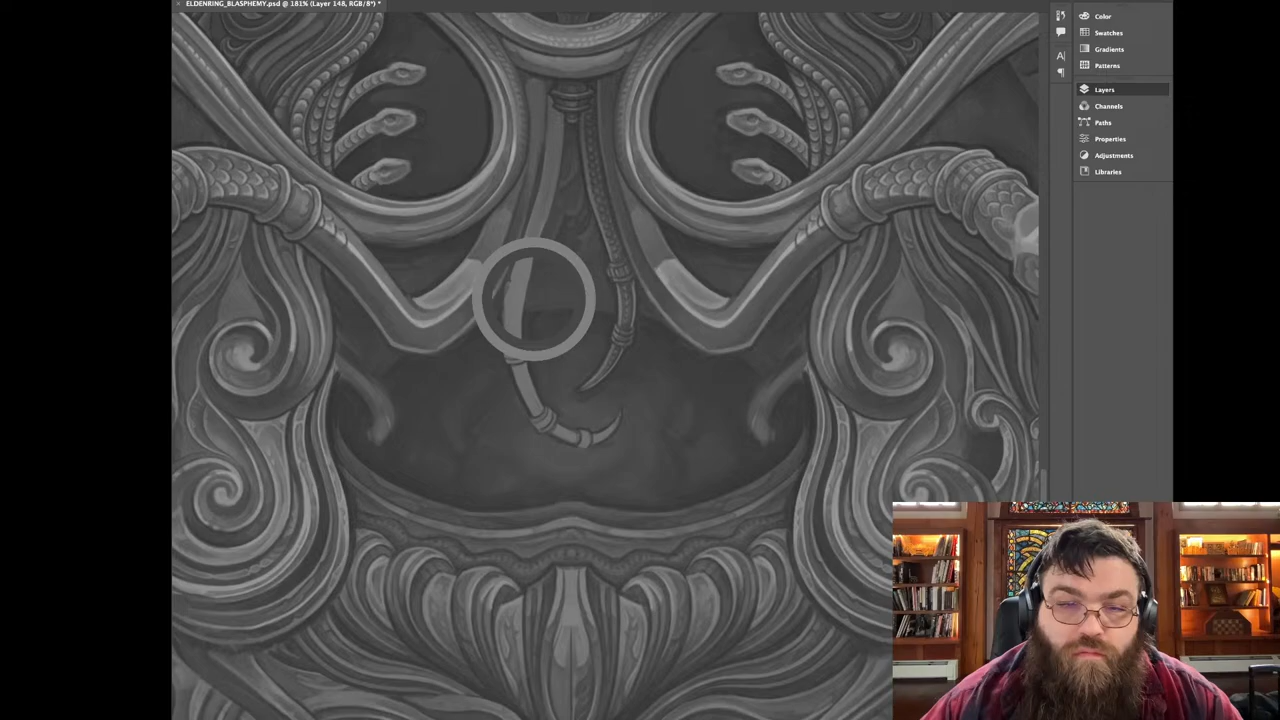 ELDENRING_BLASPHEMY.psd @ 181% (Layer 148, RGB/8*) *
Color
Swatches
Gradients
Patterns
Layers
Channels
Paths
Properties
Adjustments
Libraries